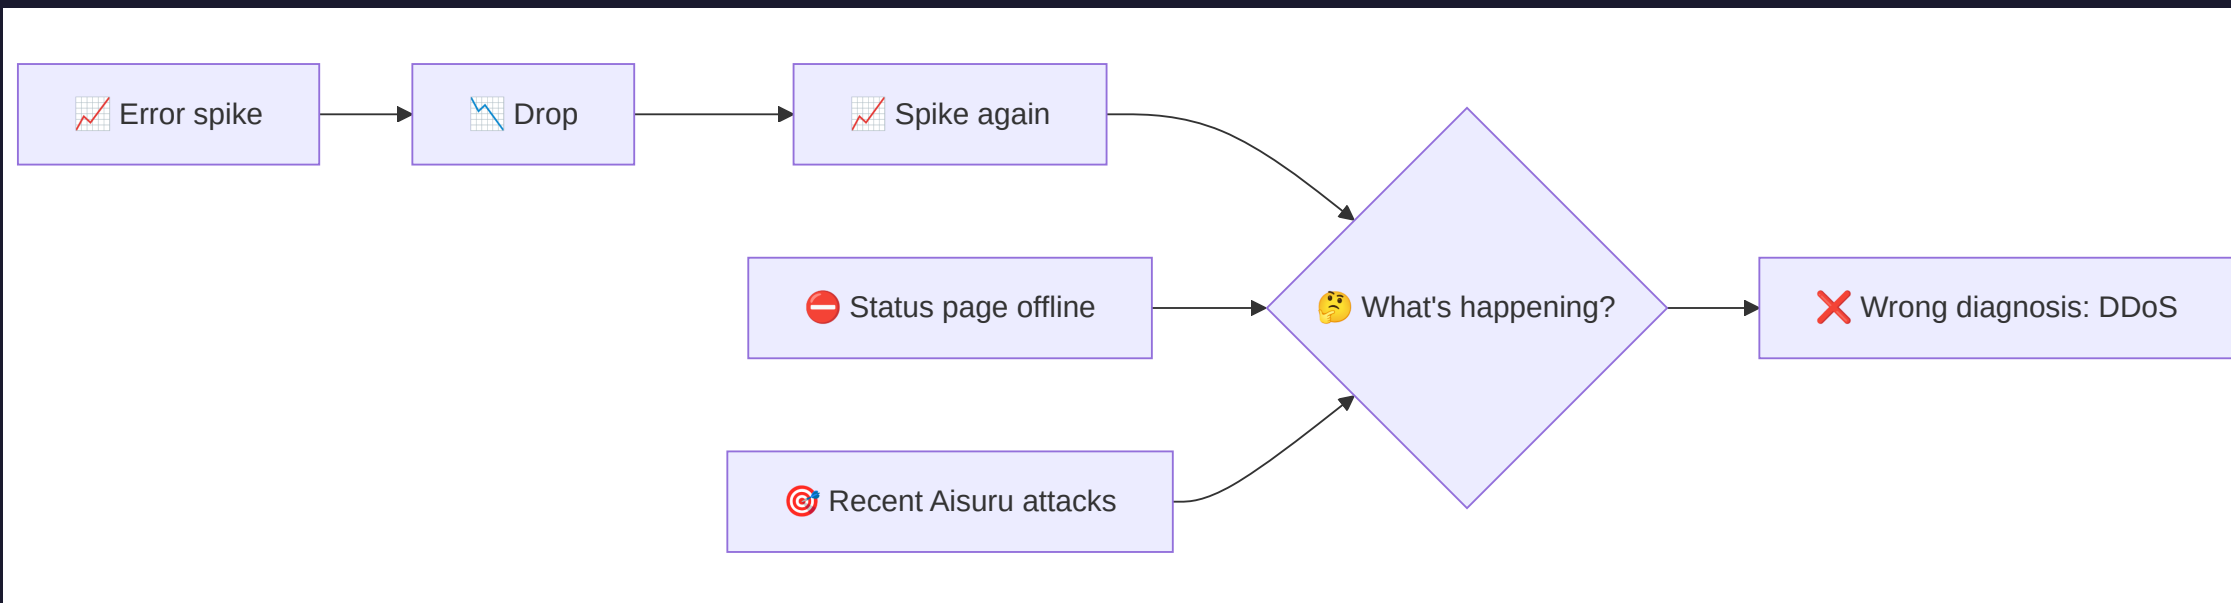 📈 Error spike
📉 Drop
📈 Spike again
⛔ Status page offline
🤔 What's happening?
❌ Wrong diagnosis: DDoS
🎯 Recent Aisuru attacks